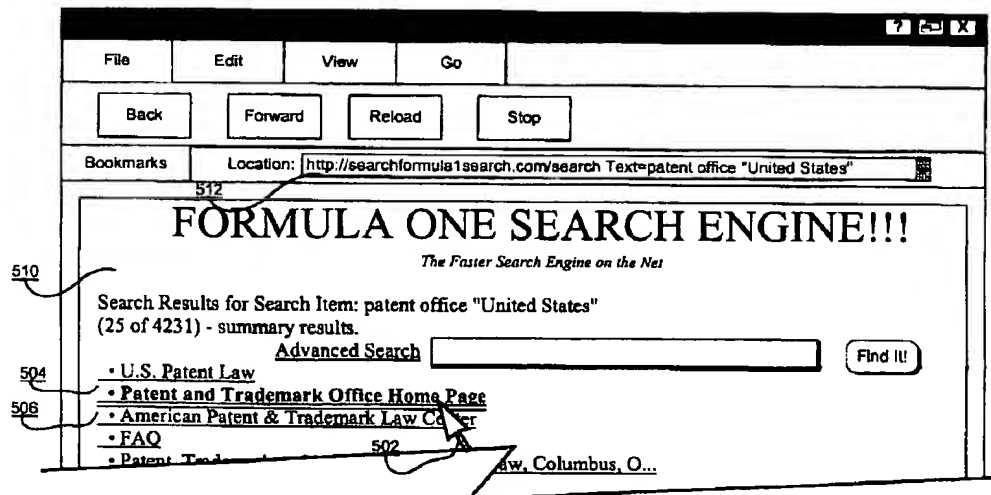 ? X
File Edit View Go
Back Forward Reload Stop
Bookmarks Location: http://searchformula1search.com/search Text=patent office "United States"
512
FORMULA ONE SEARCH ENGINE!!!
The Faster Search Engine on the Net
510
Search Results for Search Item: patent office "United States"
(25 of 4231) - summary results.
Advanced Search Find It!
504
• U.S. Patent Law
• Patent and Trademark Office Home Page
506
• American Patent & Trademark Law
• FAQ
502
• Patent, Columbus, O...